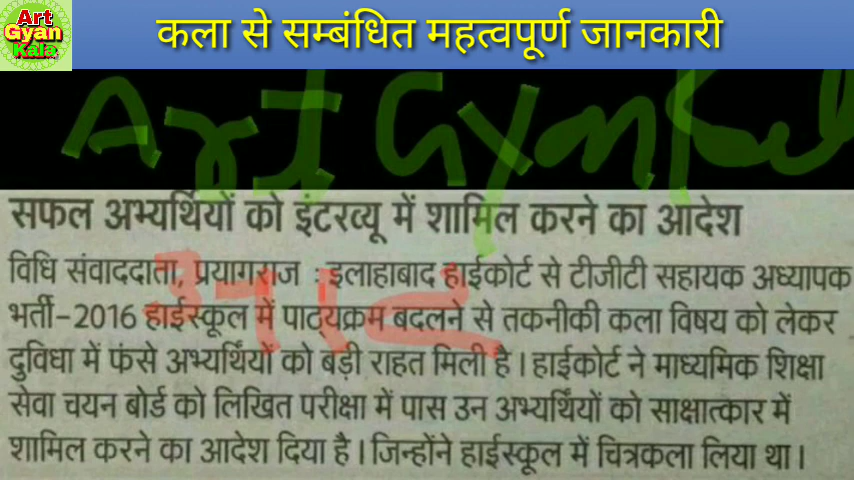 Art
Gyan
Kala
कला से सम्बंधित महत्वपूर्ण जानकारी
Art Gyan
सफल अभ्यर्थियों को इंटरव्यू में शामिल करने का आदेश
विधि संवाददाता, प्रयागराज : इलाहाबाद हाईकोर्ट से टीजीटी सहायक अध्यापक
भर्ती-2016 हाईस्कूल में पाठ्यक्रम बदलने से तकनीकी कला विषय को लेकर
दुविधा में फंसे अभ्यर्थियों को बड़ी राहत मिली है । हाईकोर्ट ने माध्यमिक शिक्षा
सेवा चयन बोर्ड को लिखित परीक्षा में पास उन अभ्यर्थियों को साक्षात्कार में
शामिल करने का आदेश दिया है । जिन्होंने हाईस्कूल में चित्रकला लिया था ।